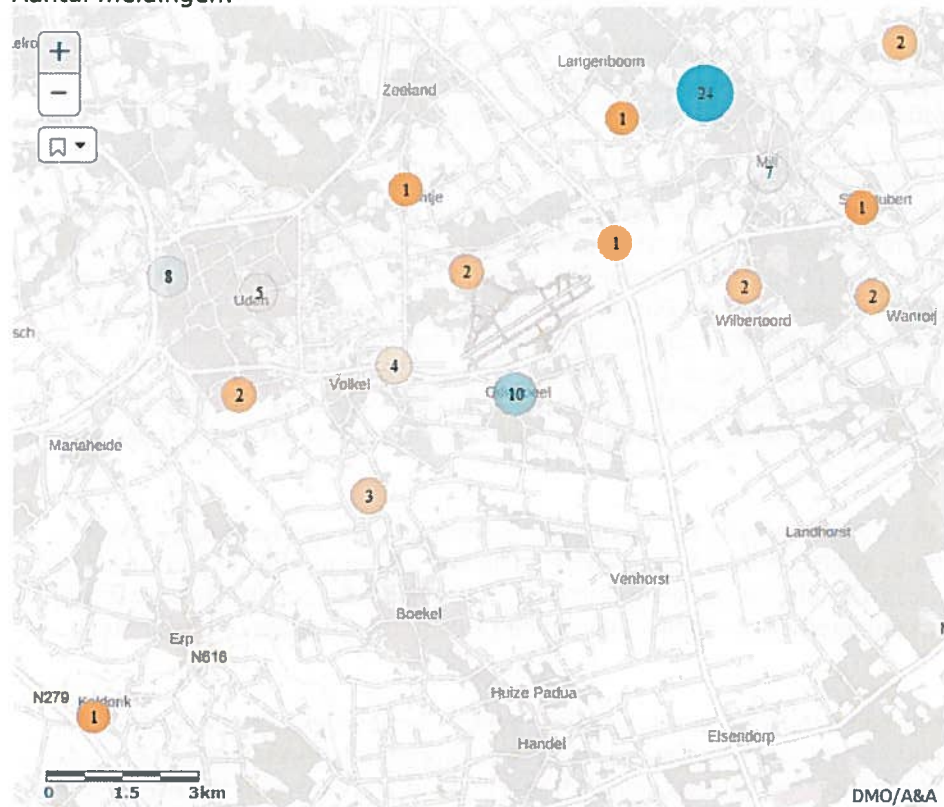 +
−
Langenboom
2
24
Zeeland
1
Mill
7
1
1
1
8
2
5
Uden
2
2
Wilbertoord
Wanroij
4
Volkel
10
2
Mariaheide
3
Landhorst
Venhorst
Boekel
Erp
N616
N279
Keldonk
1
Huize Padua
Handel
Elsendorp
0 1.5 3km
DMO/A&A